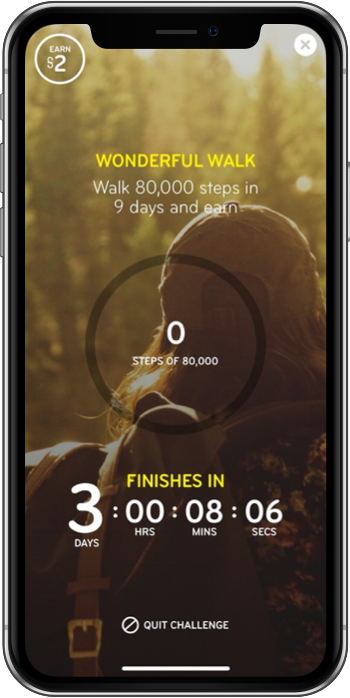 EARN
$2
WONDERFUL WALK
Walk 80,000 steps in
9 days and earn
0
STEPS OF 80,000
FINISHES IN
3 : 00 : 08 : 06
DAYS HRS MINS SECS
QUIT CHALLENGE